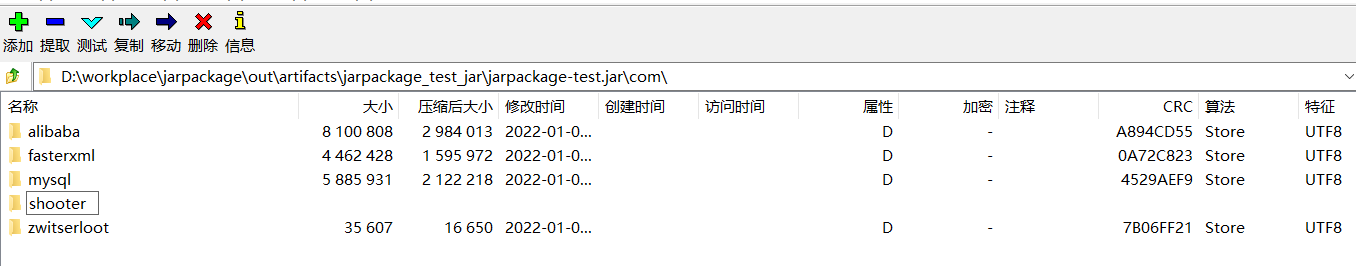 添加 提取 测试 复制 移动 删除 信息
D:\workplace\jarpackage\out\artifacts\jarpackage_test_jar\jarpackage-test.jar\com\
名称 大小 压缩后大小 修改时间 创建时间 访问时间 属性 加密 注释 CRC 算法 特征
alibaba 8 100 808 2 984 013 2022-01-0... D - A894CD55 Store UTF8
fasterxml 4 462 428 1 595 972 2022-01-0... D - 0A72C823 Store UTF8
mysql 5 885 931 2 122 218 2022-01-0... D - 4529AEF9 Store UTF8
shooter
zwitserloot 35 607 16 650 2022-01-0... D - 7B06FF21 Store UTF8